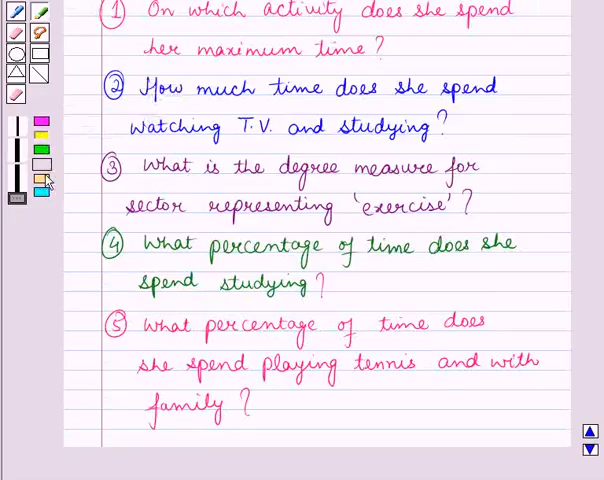 ① On which activity does she spend
her maximum time?
② How much time does she spend
watching T.V. and studying?
③ What is the degree measure for
sector representing 'exercise'?
④ What percentage of time does she
spend studying?
⑤ What percentage of time does
she spend playing tennis and with
family?